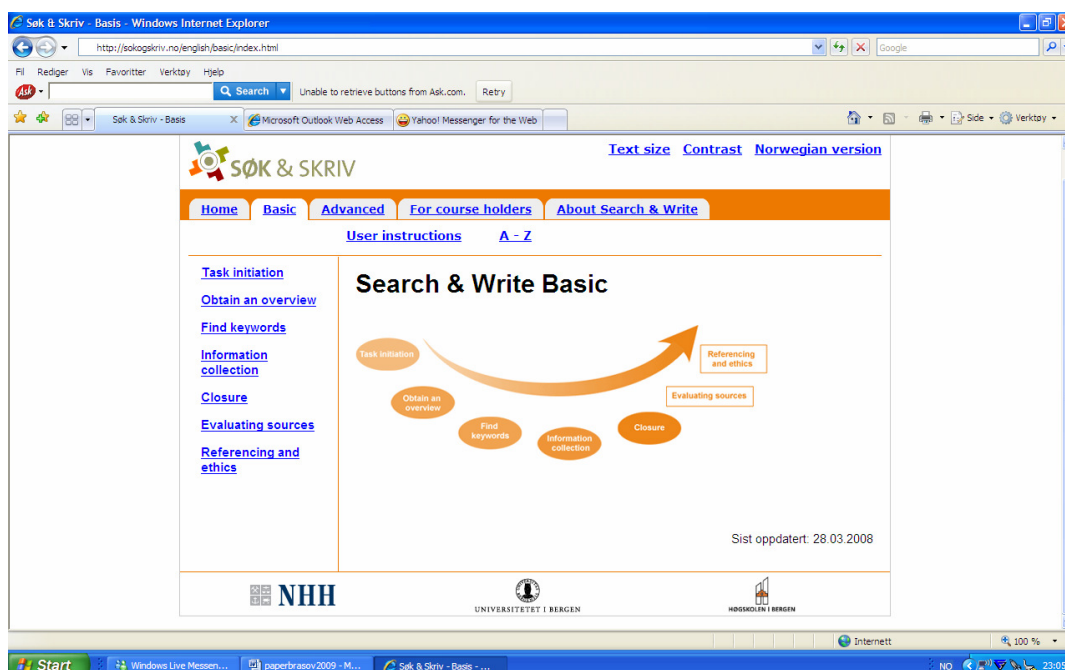 Søk & Skriv - Basis - Windows Internet Explorer
http://sokogskriv.no/english/basic/index.html
Google
Fil Rediger Vis Favoritter Verktøy Hjelp
Ask Search Unable to retrieve buttons from Ask.com. Retry
Søk & Skriv - Basis Microsoft Outlook Web Access Yahoo! Messenger for the Web Side Verktøy
SØK & SKRIV
Text size Contrast Norwegian version
Home Basic Advanced For course holders About Search & Write
User instructions A - Z
Task initiation
Obtain an overview
Find keywords
Information
collection
Closure
Evaluating sources
Referencing and
ethics
Search & Write Basic
Task initiation
Obtain an
overview
Find
keywords
Information
collection
Closure
Evaluating sources
Referencing
and ethics
Sist oppdatert: 28.03.2008
NHH
UNIVERSITETET I BERGEN
HØGSKOLEN I BERGEN
Internett 100 %
Start Windows Live Messen... paperbrasov2009 - M... Søk & Skriv - Basis - ... NO 23:05